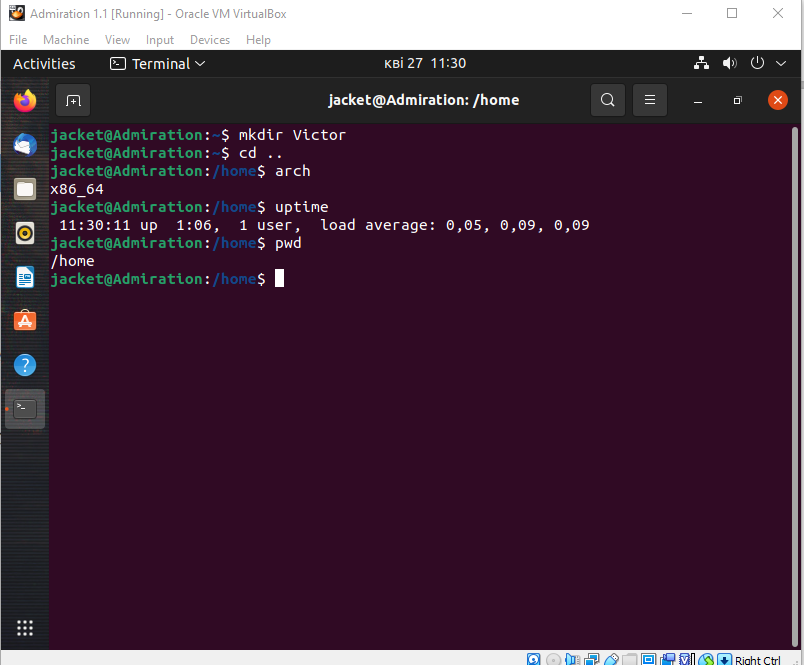 Admiration 1.1 [Running] - Oracle VM VirtualBox
File Machine View Input Devices Help
Activities Terminal кві 27 11:30
jacket@Admiration: /home
jacket@Admiration:~$ mkdir Victor
jacket@Admiration:~$ cd ..
jacket@Admiration:/home$ arch
x86_64
jacket@Admiration:/home$ uptime
 11:30:11 up  1:06,  1 user,  load average: 0,05, 0,09, 0,09
jacket@Admiration:/home$ pwd
/home
jacket@Admiration:/home$
Right Ctrl